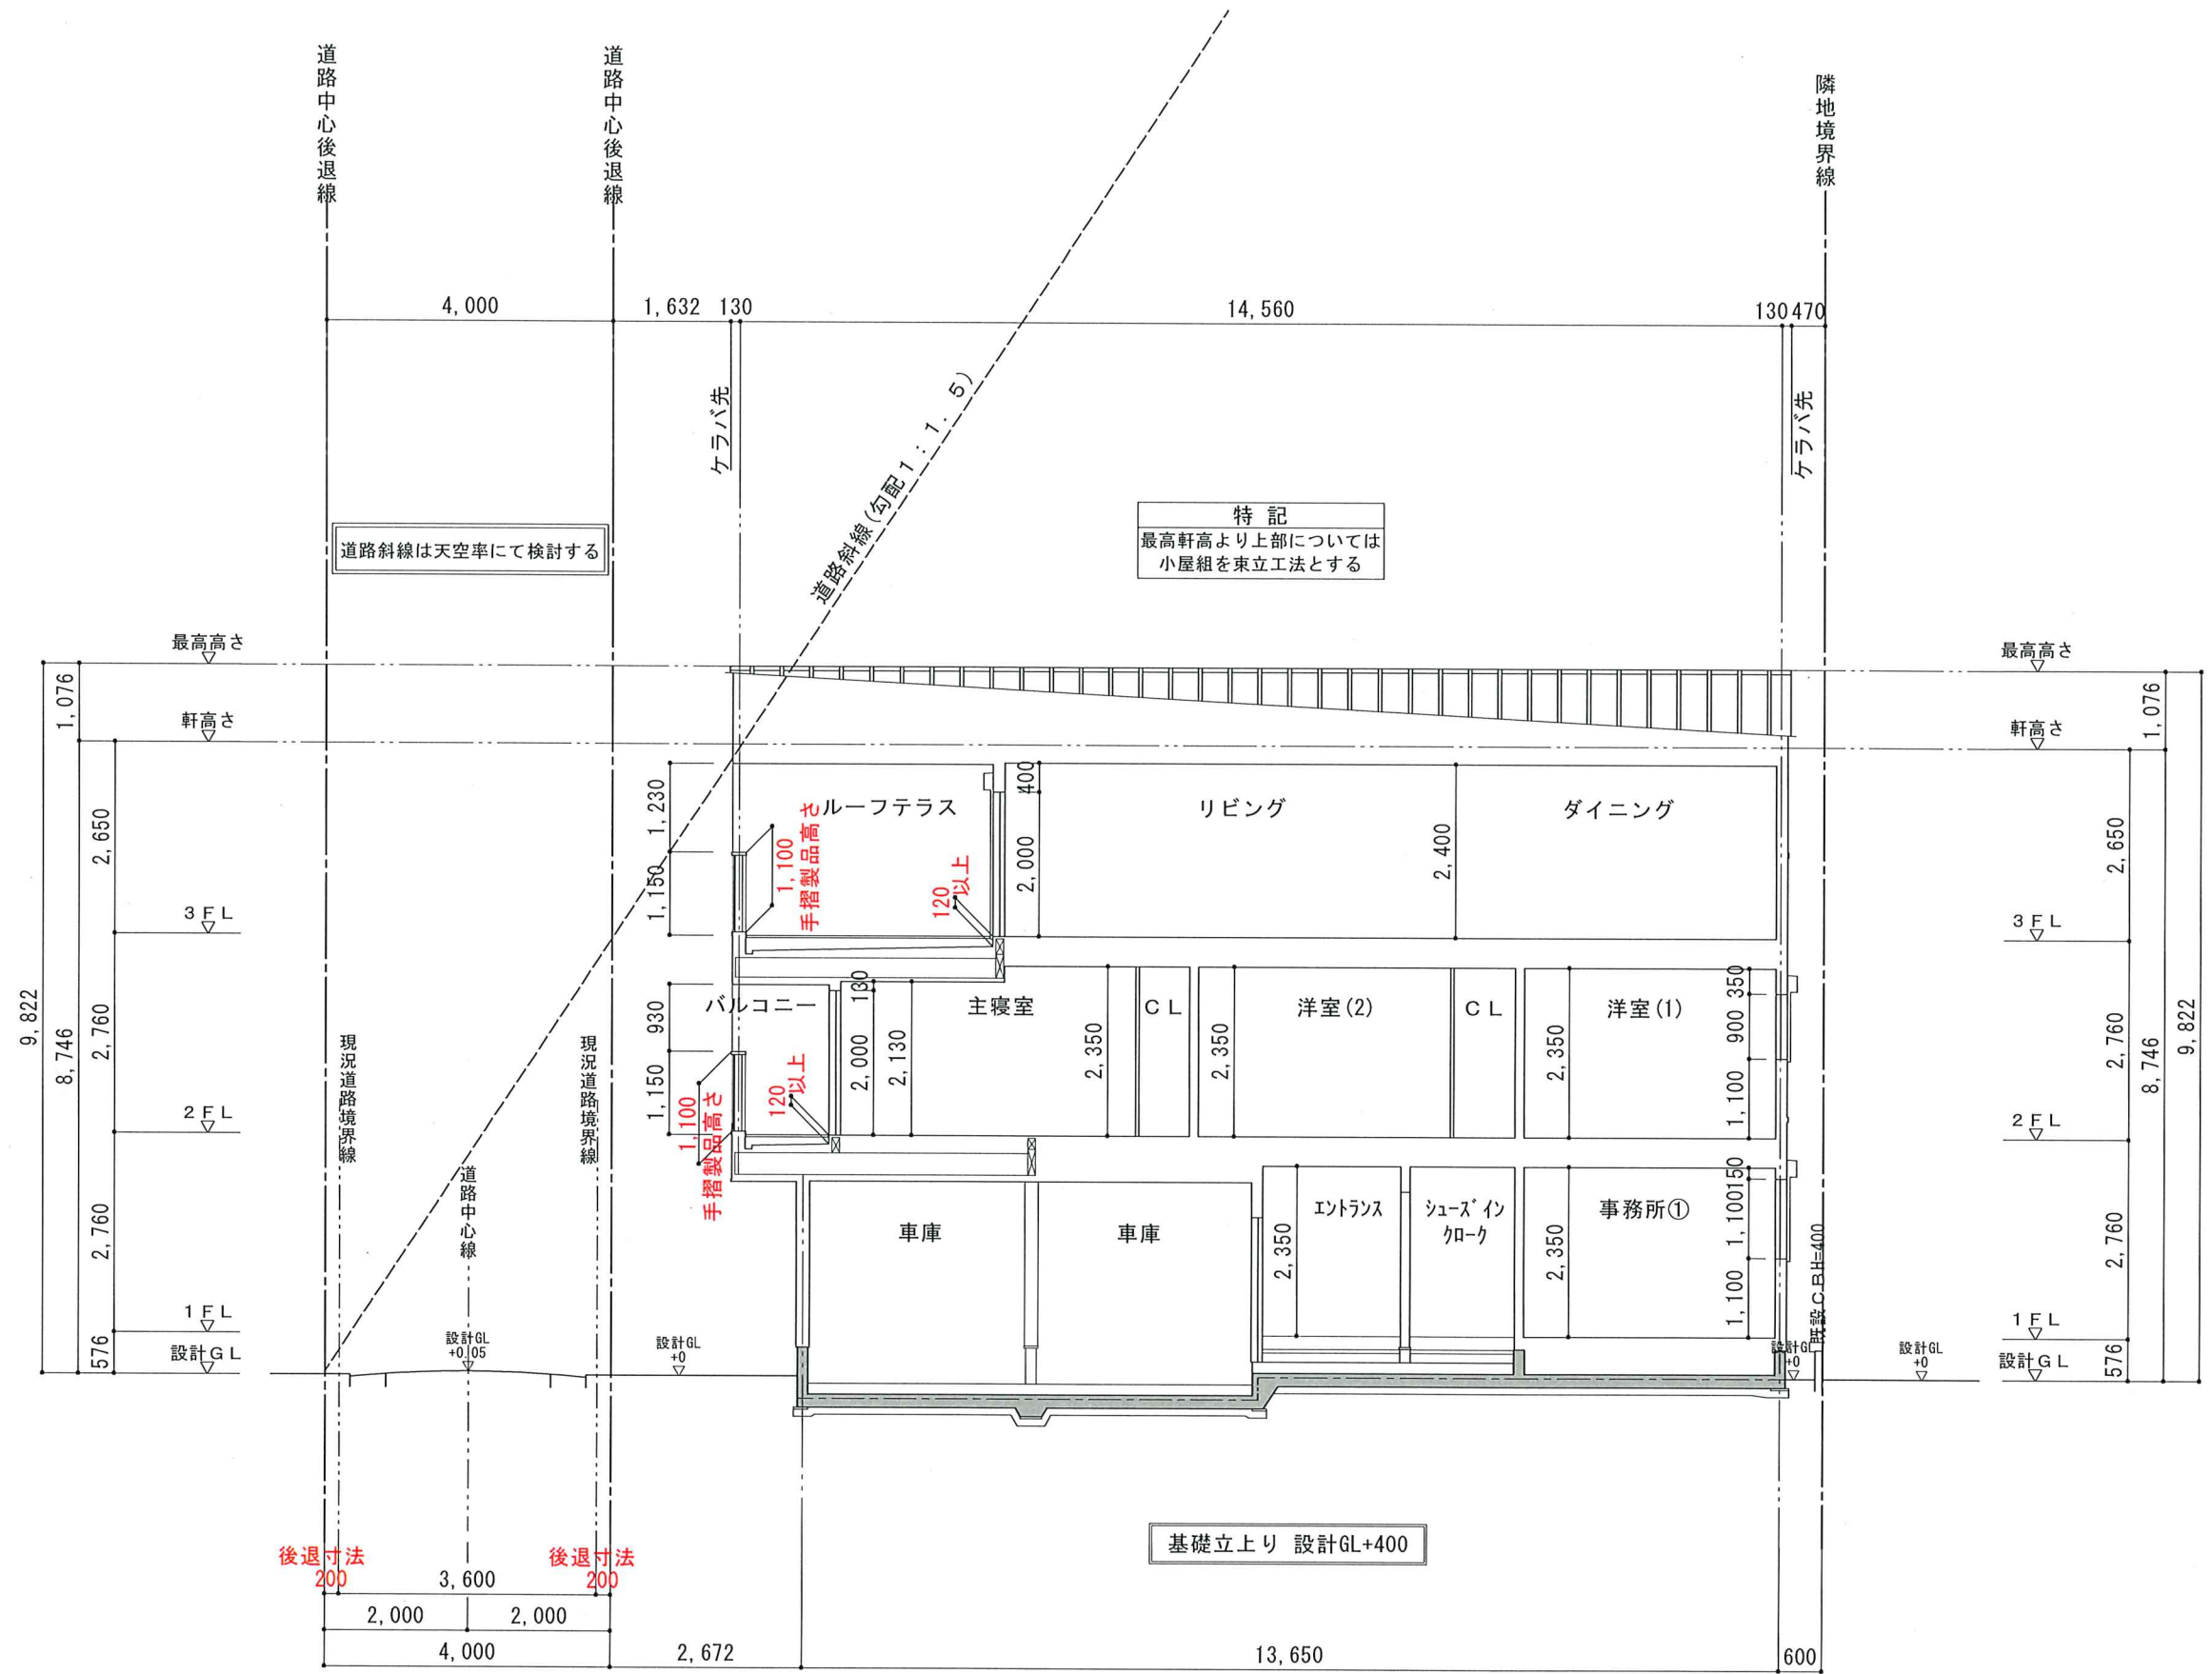 道路中心後退線
道路中心後退線
隣地境界線
4,000
1,632
130
14,560
130
470
ケラバ先
ケラバ先
道路斜線(勾配1:1.5)
道路斜線は天空率にて検討する
特 記
最高軒高より上部については
小屋組を束立工法とする
最高高さ
軒高さ
3FL
2FL
1FL
設計GL
9,822
1,076
8,746
2,650
2,760
2,760
576
最高高さ
軒高さ
3FL
2FL
1FL
設計GL
1,076
2,650
2,760
2,760
576
8,746
9,822
1,230
1,150
ルーフテラス
1,100
手摺製品高さ
120
以上
400
2,000
リビング
2,400
ダイニング
930
1,150
バルコニー
1,100
手摺製品高さ
120
以上
130
2,000
2,130
主寝室
2,350
CL
2,350
洋室(2)
CL
2,350
洋室(1)
350
900
1,100
車庫
車庫
2,350
エントランス
シューズイン
クローク
2,350
事務所①
150
1,100
1,100
既設CBH=400
現況道路境界線
道路中心線
現況道路境界線
設計GL
+0.05
設計GL
+0
設計GL
+0
設計GL
+0
基礎立上り 設計GL+400
後退寸法
200
後退寸法
200
3,600
2,000
2,000
4,000
2,672
13,650
600